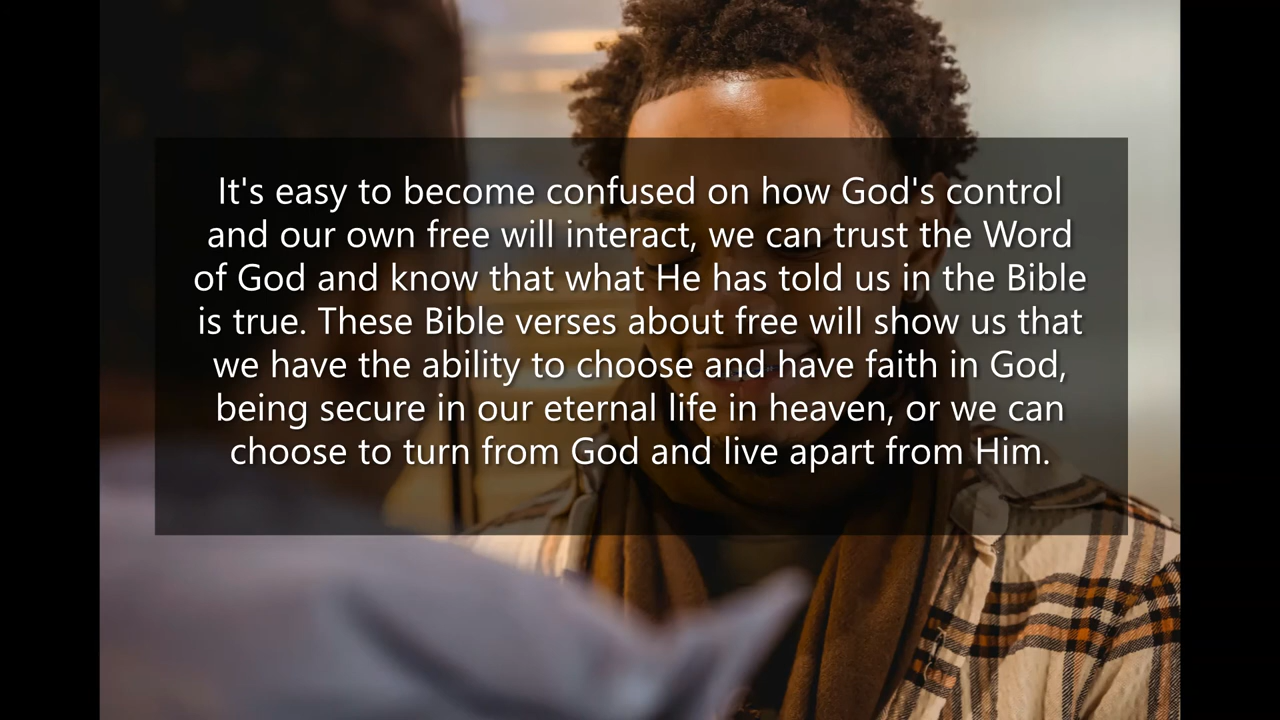 It's easy to become confused on how God's control
and our own free will interact, we can trust the Word
of God and know that what He has told us in the Bible
is true. These Bible verses about free will show us that
we have the ability to choose and have faith in God,
being secure in our eternal life in heaven, or we can
choose to turn from God and live apart from Him.